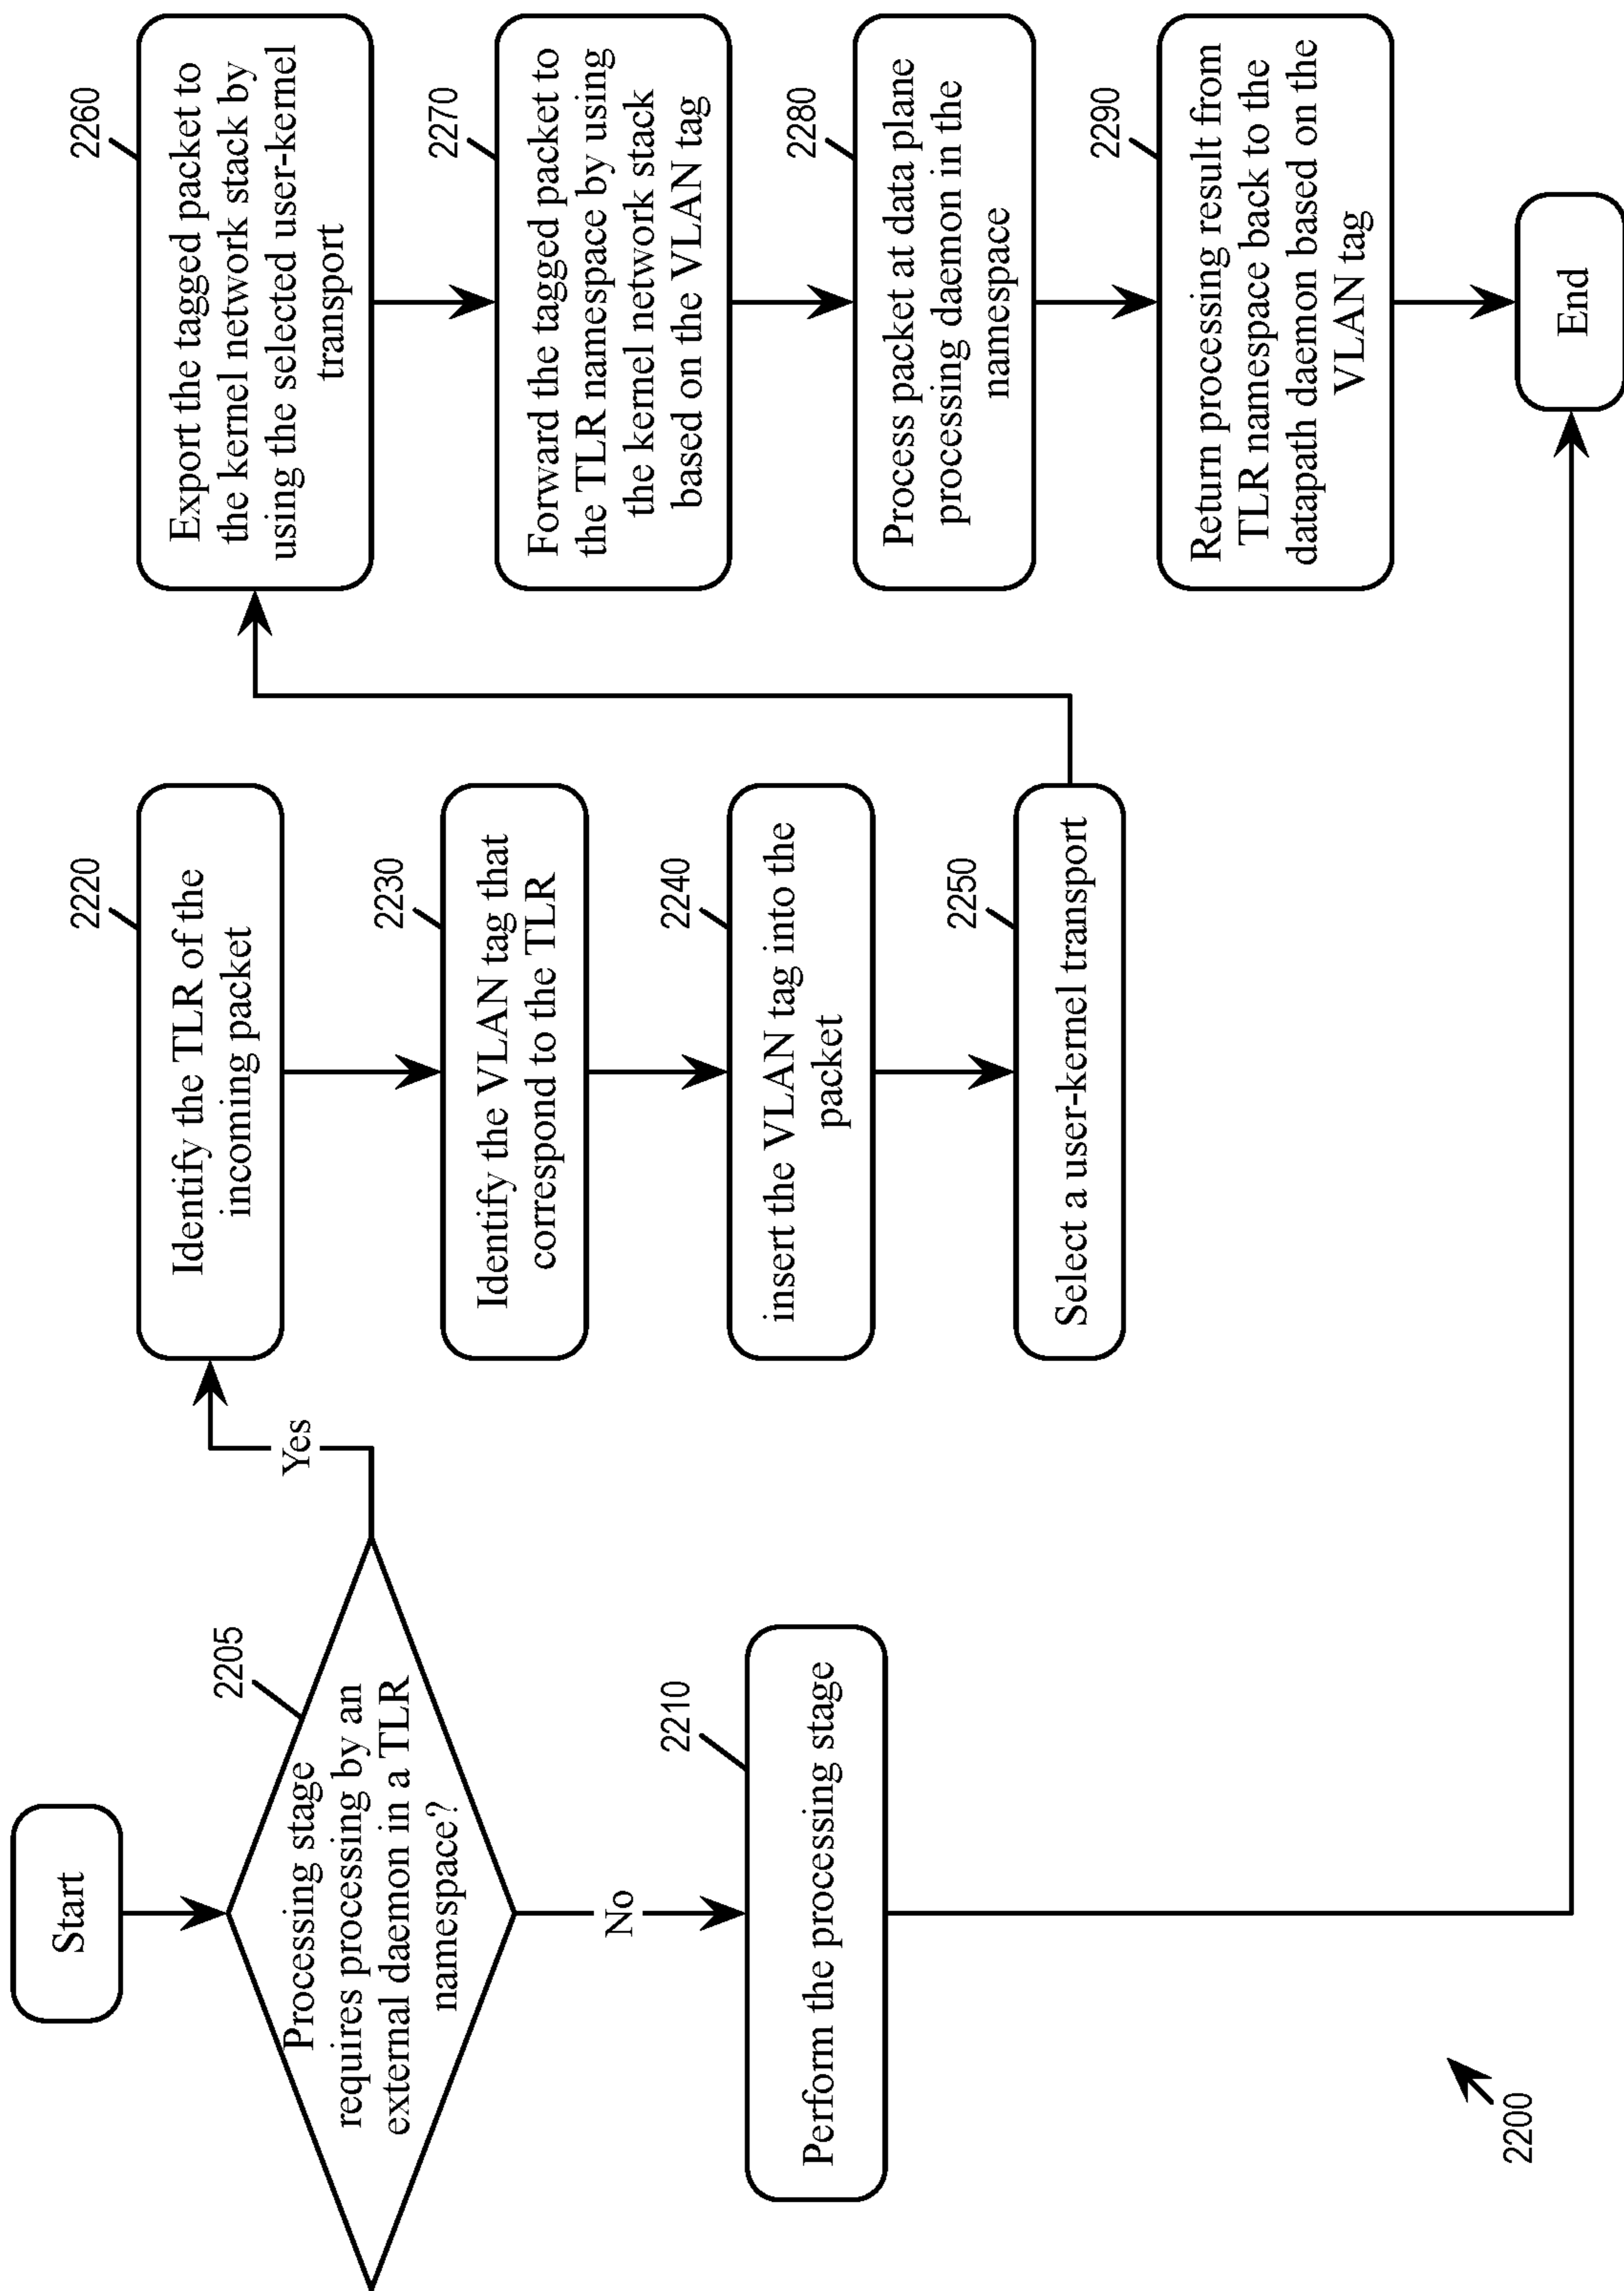 Start
2205
Processing stage
requires processing by an
external daemon in a TLR
namespace?
Yes
No
2210
Perform the processing stage
2220
Identify the TLR of the
incoming packet
2230
Identify the VLAN tag that
correspond to the TLR
2240
insert the VLAN tag into the
packet
2250
Select a user-kernel transport
2260
Export the tagged packet to
the kernel network stack by
using the selected user-kernel
transport
2270
Forward the tagged packet to
the TLR namespace by using
the kernel network stack
based on the VLAN tag
2280
Process packet at data plane
processing daemon in the
namespace
2290
Return processing result from
TLR namespace back to the
datapath daemon based on the
VLAN tag
End
2200